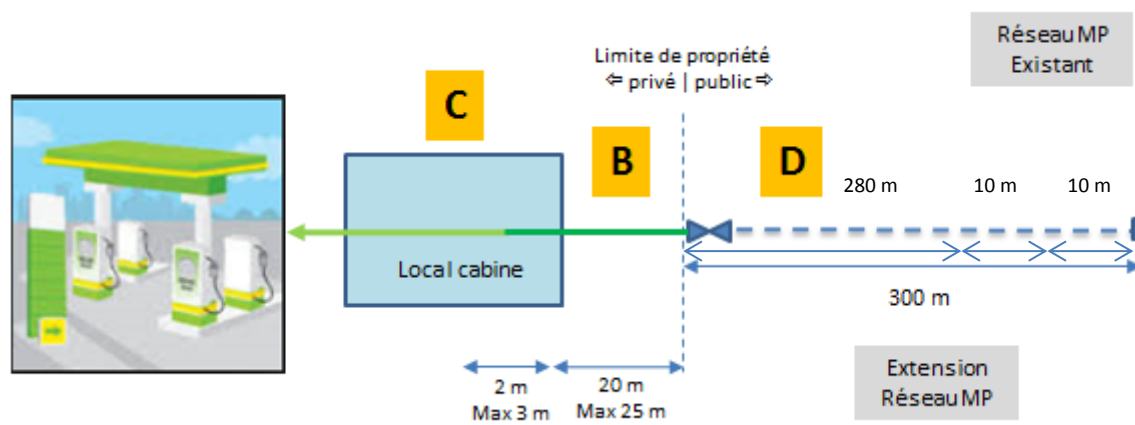 Réseau MP
Existant
Limite de propriété
⇦ privé | public ⇨
C
B
D
280 m
10 m
10 m
Local cabine
300 m
2 m
Max 3 m
20 m
Max 25 m
Extension
Réseau MP